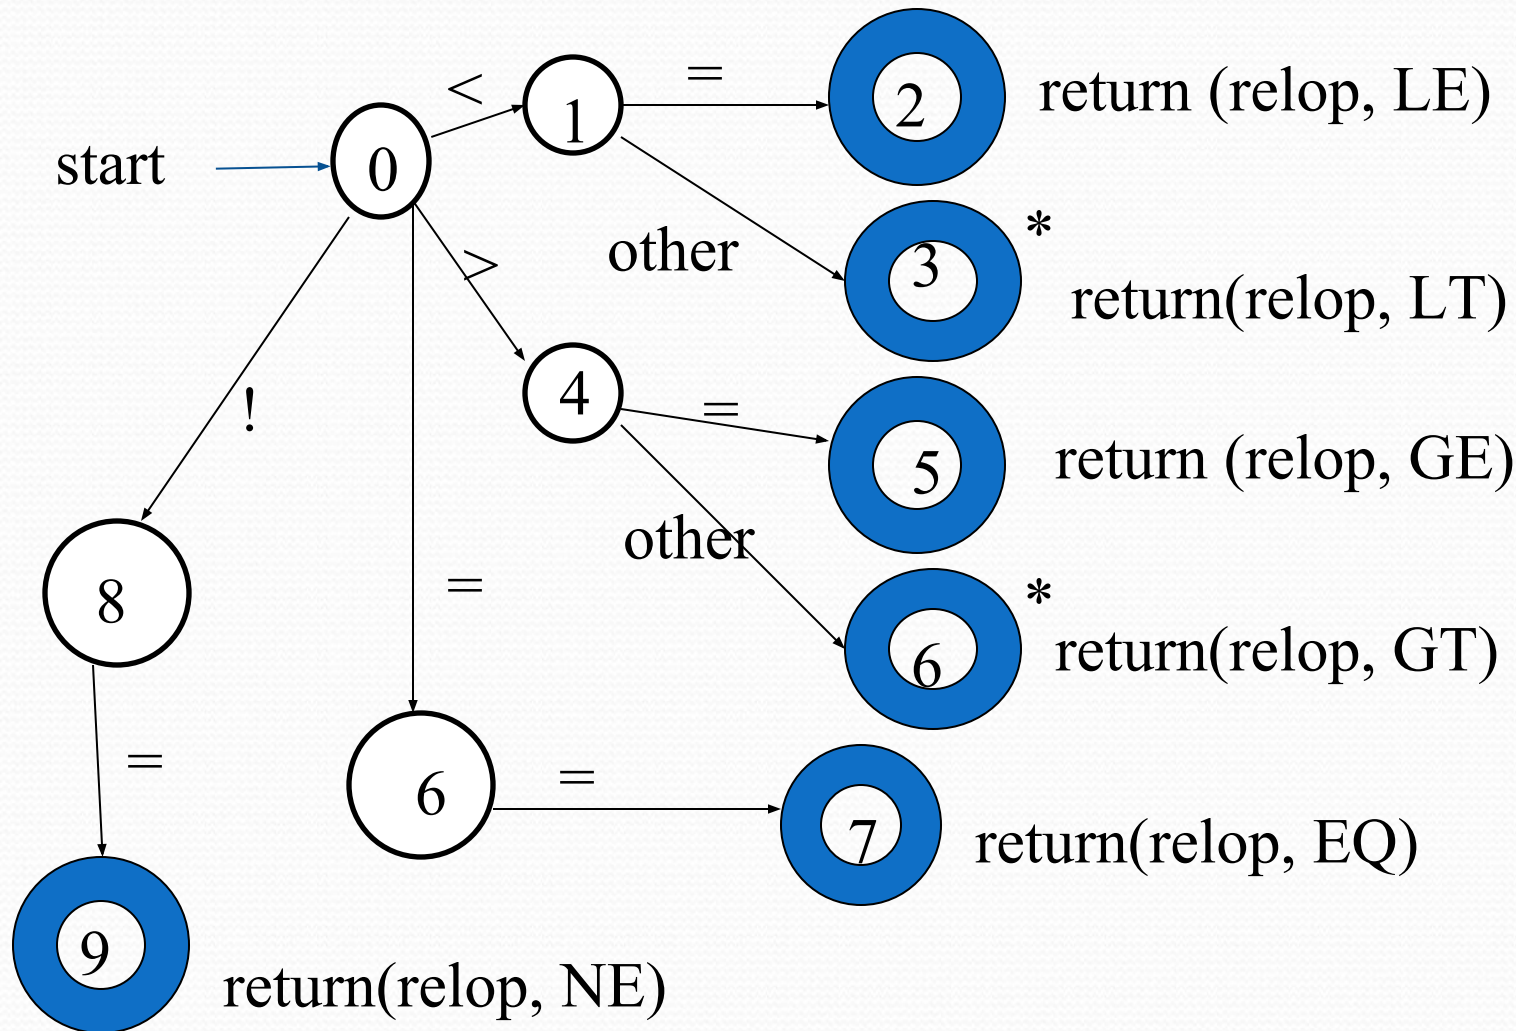 start
0
<
1
=
2
return (relop, LE)
other
3
*
return(relop, LT)
>
4
=
5
return (relop, GE)
other
6
*
return(relop, GT)
!
8
=
9
return(relop, NE)
=
6
=
7
return(relop, EQ)